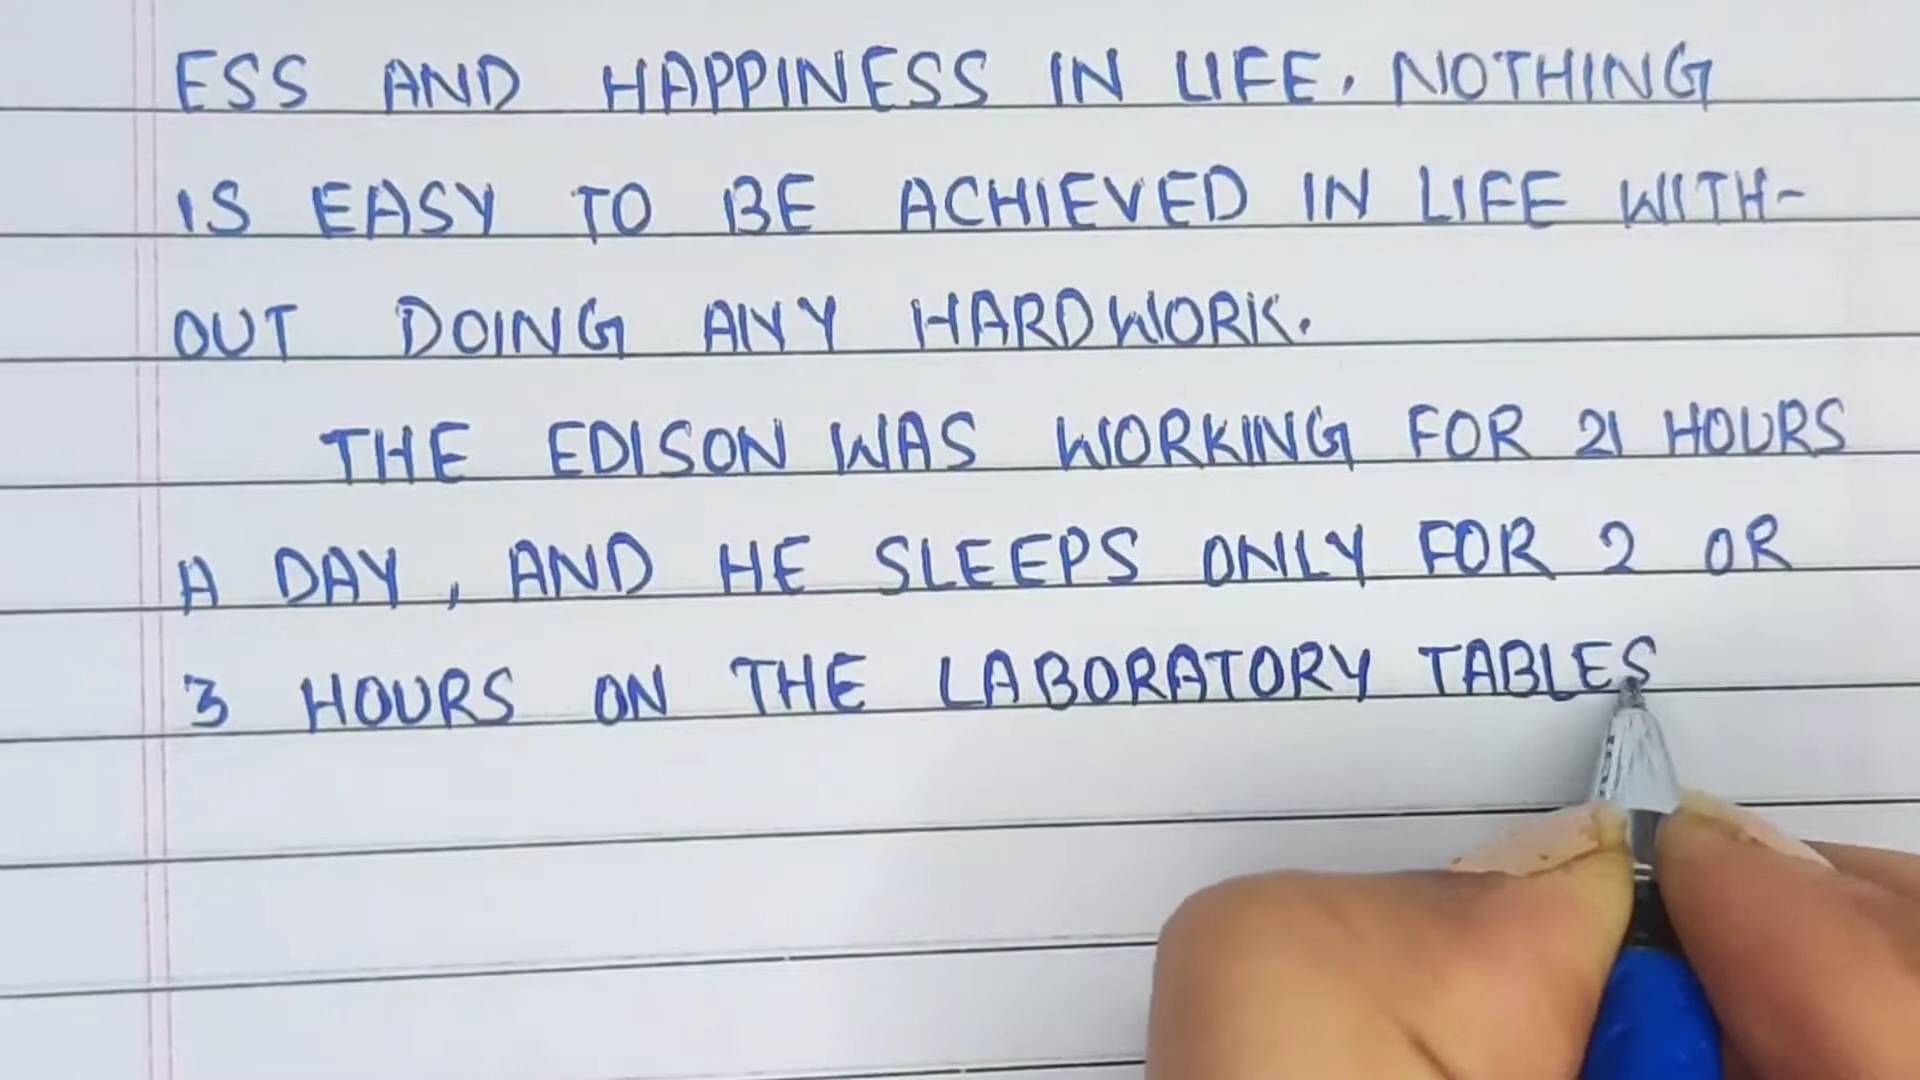 ESS AND HAPPINESS IN LIFE. NOTHING
IS EASY TO BE ACHIEVED IN LIFE WITH-
OUT DOING ANY HARDWORK.
THE EDISON WAS WORKING FOR 21 HOURS
A DAY, AND HE SLEEPS ONLY FOR 2 OR
3 HOURS ON THE LABORATORY TABLES